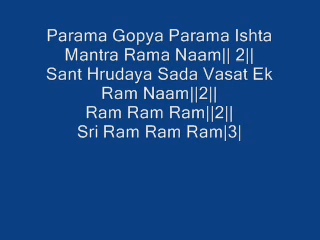 Parama Gopya Parama Ishta
Mantra Rama Naam|| 2||
Sant Hrudaya Sada Vasat Ek
Ram Naam||2||
Ram Ram Ram||2||
Sri Ram Ram Ram|3|